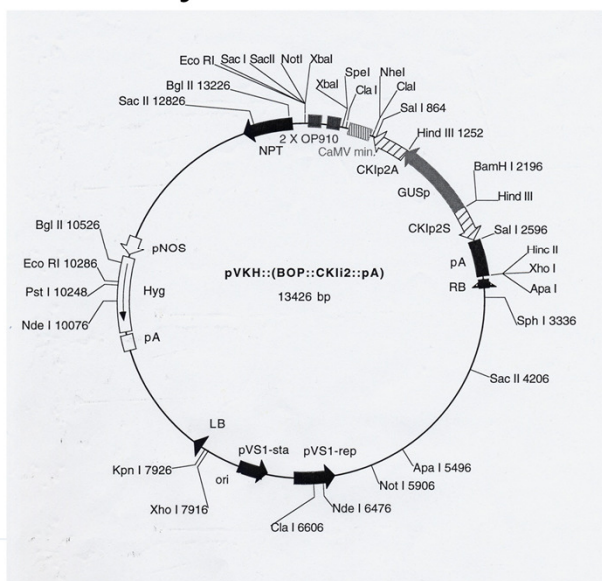 Eco RI
Sac I
SacII
NotI
XbaI
XbaI
SpeI
Cla I
NheI
ClaI
Sal I 864
Hind III 1252
BamH I 2196
Hind III
Sal I 2596
Hinc II
Xho I
Apa I
Sph I 3336
Sac II 4206
Apa I 5496
Not I 5906
Nde I 6476
Cla I 6606
Xho I 7916
Kpn I 7926
Nde I 10076
Pst I 10248
Eco RI 10286
Bgl II 10526
Sac II 12826
Bgl II 13226
NPT
2 X OP910
CaMV min.
CKIp2A
GUSp
CKIp2S
pA
RB
pVS1-rep
pVS1-sta
ori
LB
pA
Hyg
pNOS
pVKH::(BOP::CKIi2::pA)
13426 bp